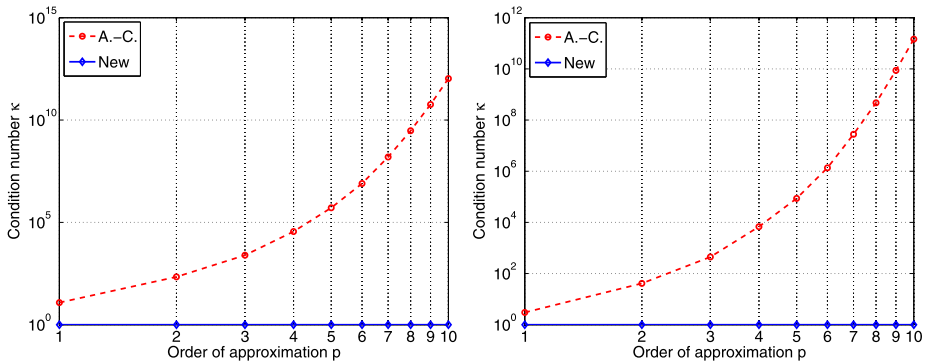 10^15
10^10
10^5
10^0
Condition number κ
A.−C.
New
1 2 3 4 5 6 7 8 9 10
Order of approximation p
10^12
10^10
10^8
10^6
10^4
10^2
10^0
Condition number κ
A.−C.
New
1 2 3 4 5 6 7 8 9 10
Order of approximation p